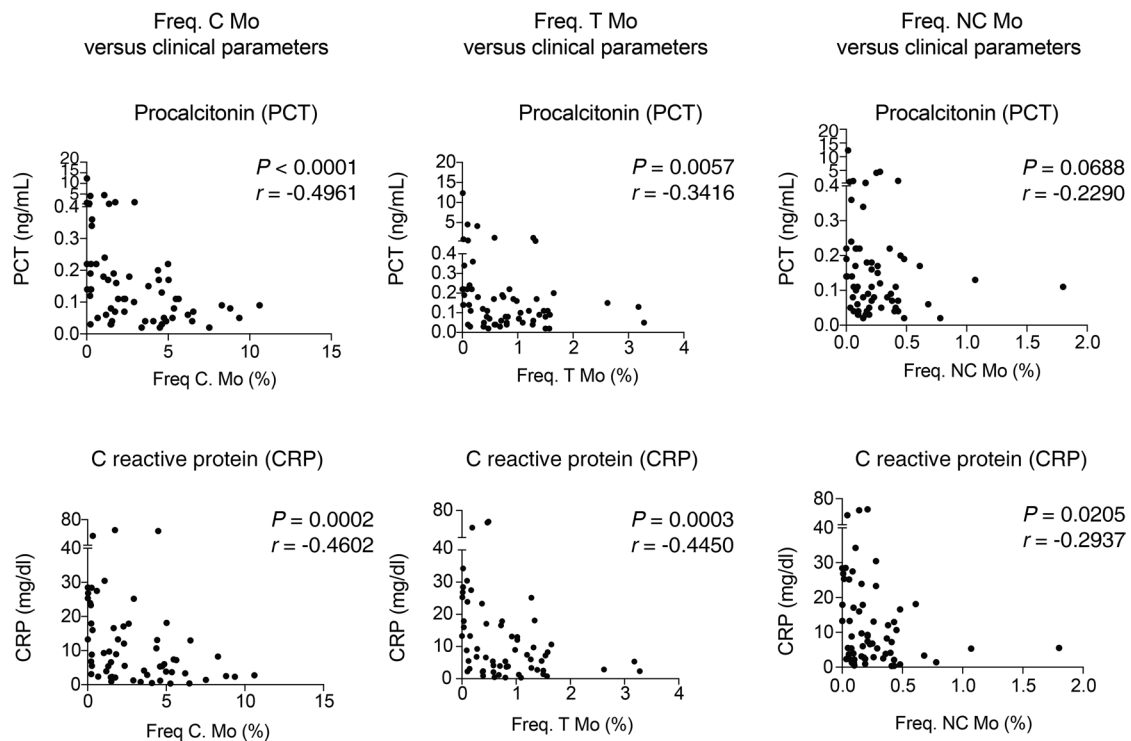 Freq. C Mo
versus clinical parameters
Freq. T Mo
versus clinical parameters
Freq. NC Mo
versus clinical parameters
Procalcitonin (PCT)
P < 0.0001
r = -0.4961
PCT (ng/mL)
20
15
10
5
0.4
0.3
0.2
0.1
0.0
0 5 10 15
Freq C. Mo (%)
Procalcitonin (PCT)
P = 0.0057
r = -0.3416
PCT (ng/mL)
20
15
10
5
0.4
0.3
0.2
0.1
0.0
0 1 2 3 4
Freq. T Mo (%)
Procalcitonin (PCT)
P = 0.0688
r = -0.2290
PCT (ng/mL)
20
15
10
5
0.4
0.3
0.2
0.1
0.0
0.0 0.5 1.0 1.5 2.0
Freq. NC Mo (%)
C reactive protein (CRP)
P = 0.0002
r = -0.4602
CRP (mg/dl)
80
40
30
20
10
0
0 5 10 15
Freq C. Mo (%)
C reactive protein (CRP)
P = 0.0003
r = -0.4450
CRP (mg/dl)
80
40
30
20
10
0
0 1 2 3 4
Freq. T Mo (%)
C reactive protein (CRP)
P = 0.0205
r = -0.2937
CRP (mg/dl)
80
40
30
20
10
0
0.0 0.5 1.0 1.5 2.0
Freq. NC Mo (%)